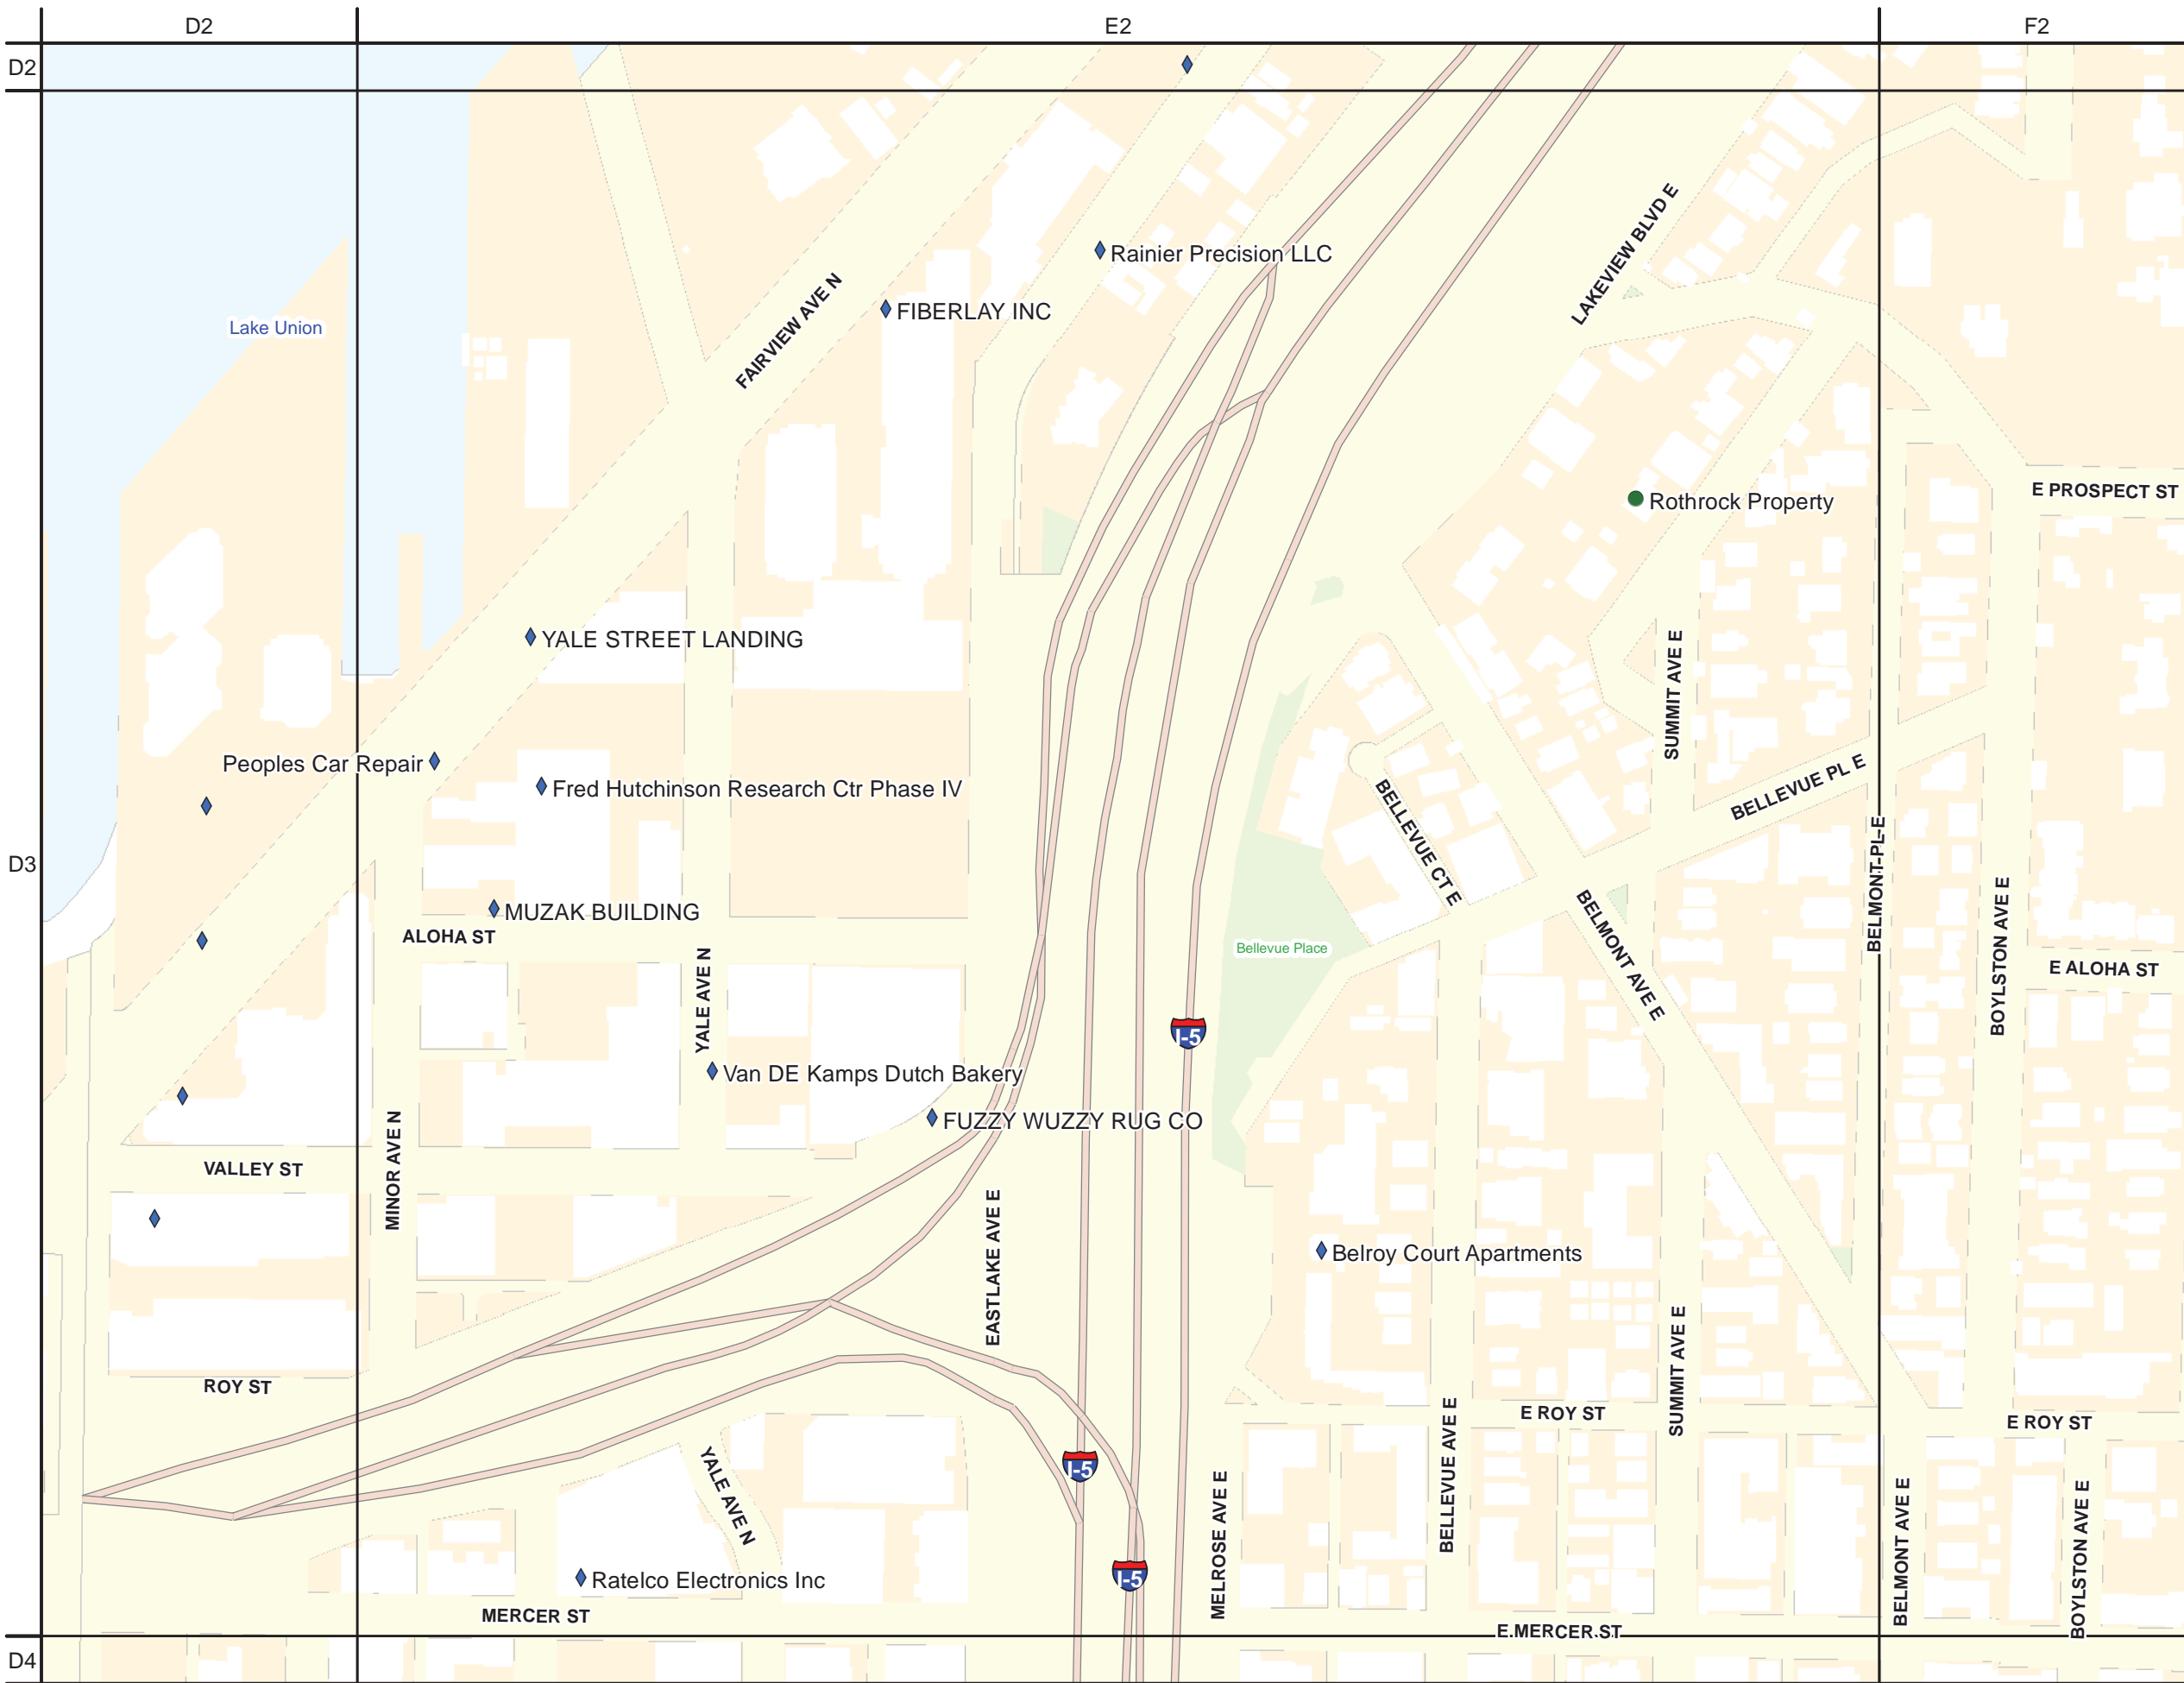 D2
E2
F2
D2
LAKEVIEW BLVD E
Rainier Precision LLC
FIBERLAY INC
FAIRVIEW AVE N
Lake Union
E PROSPECT ST
Rothrock Property
YALE STREET LANDING
SUMMIT AVE E
Peoples Car Repair
Fred Hutchinson Research Ctr Phase IV
BELLEVUE PL E
BELLEVUE CT E
D3
BELMONT PL E
MUZAK BUILDING
ALOHA ST
BELMONT AVE E
BOYLSTON AVE E
Bellevue Place
E ALOHA ST
YALE AVE N
I-5
Van DE Kamps Dutch Bakery
FUZZY WUZZY RUG CO
VALLEY ST
MINOR AVE N
EASTLAKE AVE E
Belroy Court Apartments
SUMMIT AVE E
ROY ST
E ROY ST
E ROY ST
BELLEVUE AVE E
I-5
YALE AVE N
MELROSE AVE E
BELMONT AVE E
BOYLSTON AVE E
I-5
Ratelco Electronics Inc
MERCER ST
E MERCER ST
D4